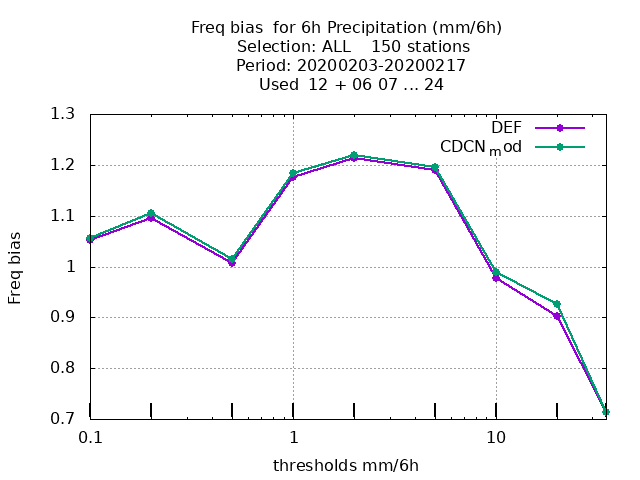 Freq bias  for 6h Precipitation (mm/6h)
Selection: ALL    150 stations
Period: 20200203-20200217
Used  12 + 06 07 ... 24
DEF
CDCN_mod
1.3
1.2
1.1
1
0.9
0.8
0.7
Freq bias
0.1
1
10
thresholds mm/6h